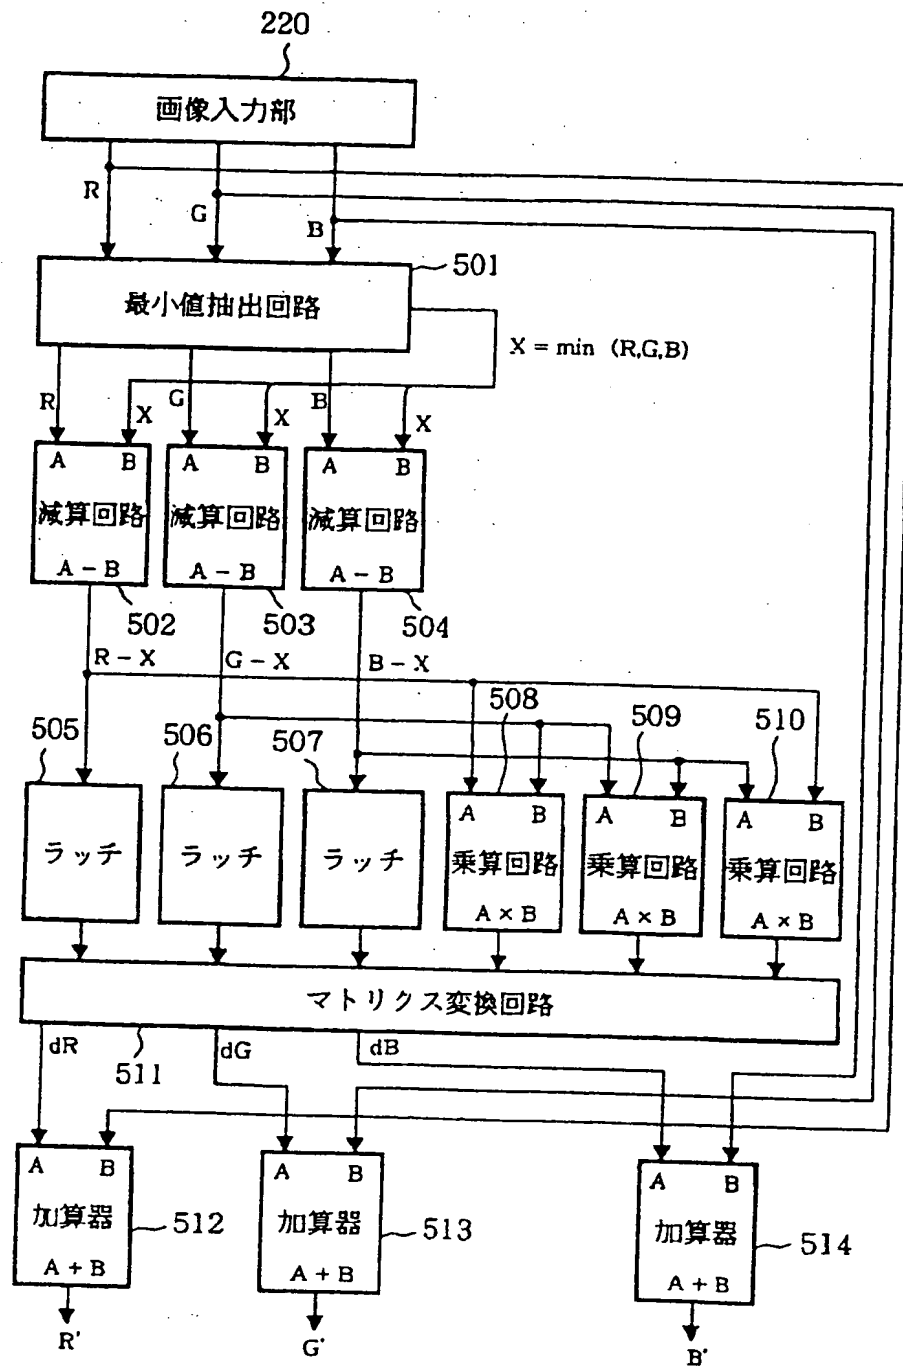 220
画像入力部
R
G
B
501
最小値抽出回路
X = min (R,G,B)
R
X
G
X
B
X
A B
減算回路
A - B
A B
減算回路
A - B
A B
減算回路
A - B
502
503
504
R - X
G - X
B - X
505
506
507
508
509
510
ラッチ
ラッチ
ラッチ
A B
乗算回路
A × B
A B
乗算回路
A × B
A B
乗算回路
A × B
マトリクス変換回路
dR
511
dG
dB
A B
加算器
A + B
512
A B
加算器
A + B
513
A B
加算器
A + B
514
R'
G'
B'